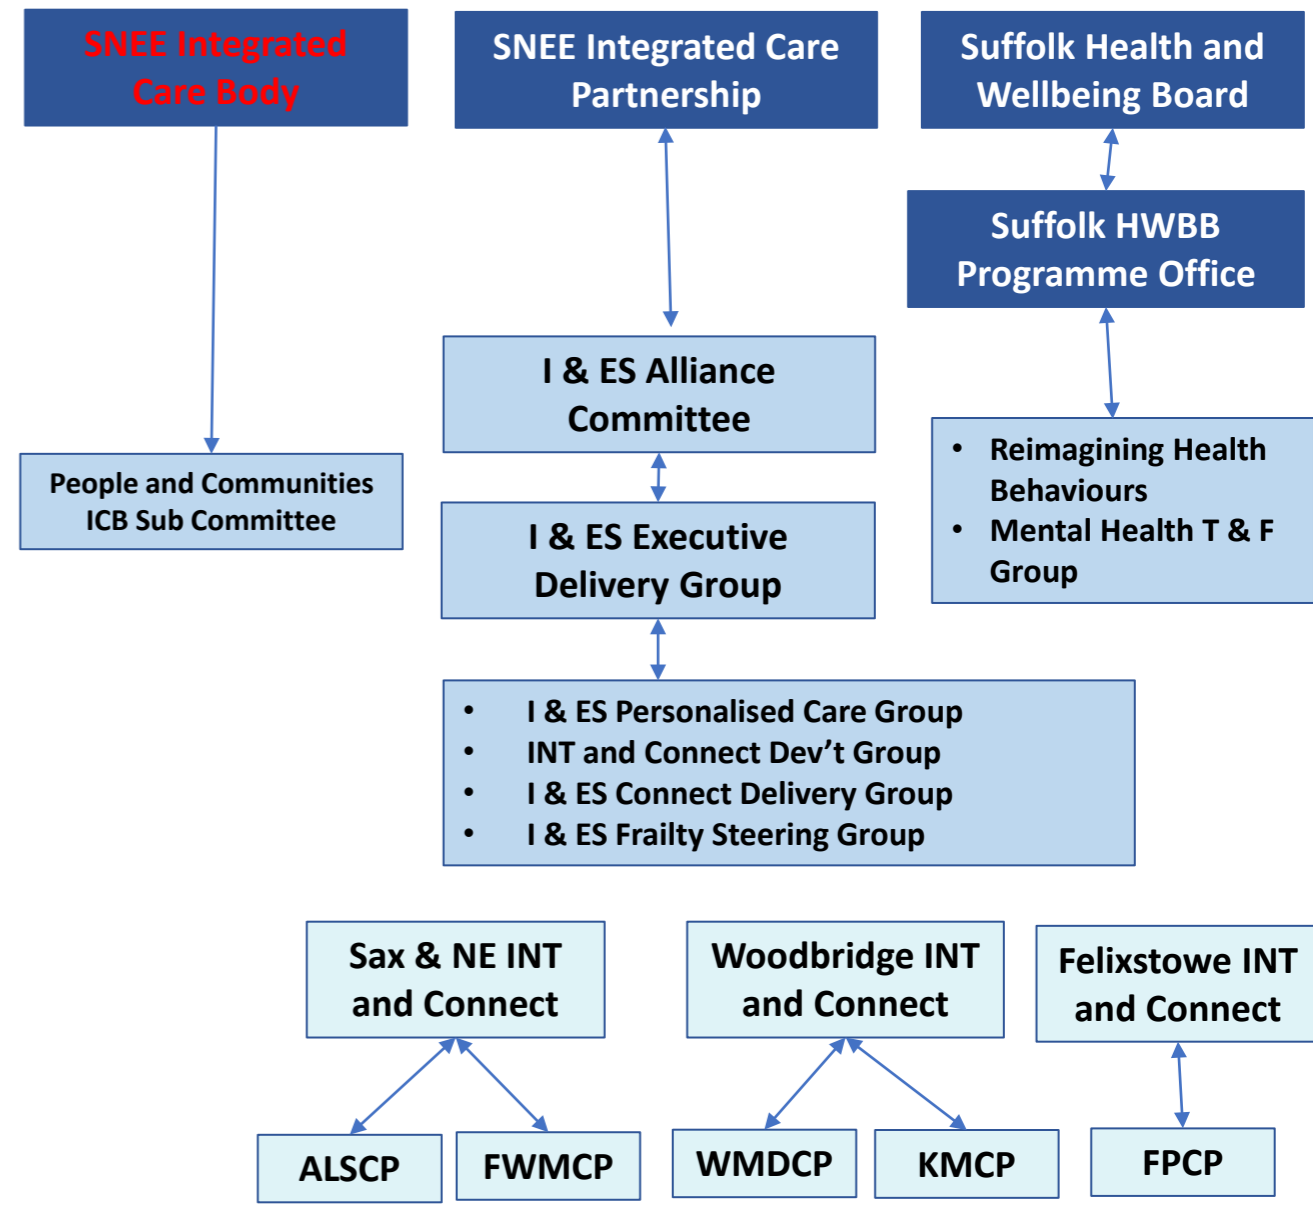 SNEE Integrated
Care Body
SNEE Integrated Care
Partnership
Suffolk Health and
Wellbeing Board
Suffolk HWBB
Programme Office
I & ES Alliance
Committee
• Reimagining Health
Behaviours
• Mental Health T & F
Group
People and Communities
ICB Sub Committee
I & ES Executive
Delivery Group
• I & ES Personalised Care Group
• INT and Connect Dev’t Group
• I & ES Connect Delivery Group
• I & ES Frailty Steering Group
Sax & NE INT
and Connect
Woodbridge INT
and Connect
Felixstowe INT
and Connect
ALSCP
FWMCP
WMDCP
KMCP
FPCP